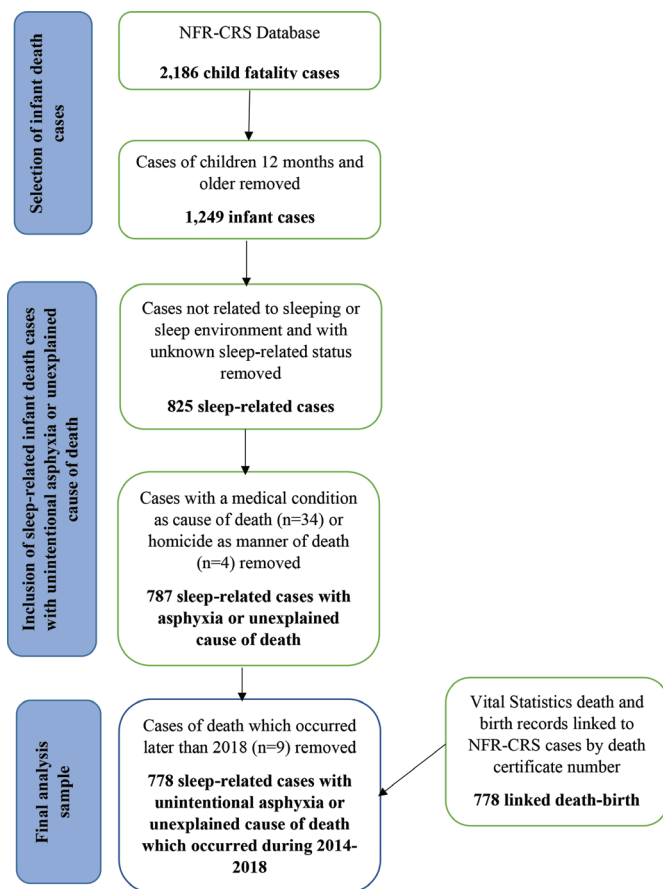 NFR-CRS Database
2,186 child fatality cases
Selection of infant death
cases
Cases of children 12 months and
older removed
1,249 infant cases
Inclusion of sleep-related infant death cases
with unintentional asphyxia or unexplained
cause of death
Cases not related to sleeping or
sleep environment and with
unknown sleep-related status
removed
825 sleep-related cases
Cases with a medical condition
as cause of death (n=34) or
homicide as manner of death
(n=4) removed
787 sleep-related cases with
asphyxia or unexplained
cause of death
Final analysis
sample
Cases of death which occurred
later than 2018 (n=9) removed
778 sleep-related cases with
unintentional asphyxia or
unexplained cause of death
which occurred during 2014-
2018
Vital Statistics death and
birth records linked to
NFR-CRS cases by death
certificate number
778 linked death-birth